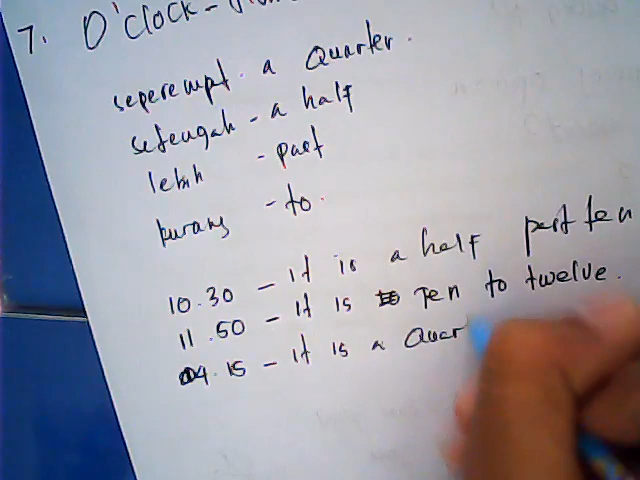 7. O'clock -
seperempt. a Quarter.
setengah - a half
lebih - past
kurang - to.
10.30 - it is a half past ten
11.50 - it is Ten to twelve.
04.15 - it is a Quar